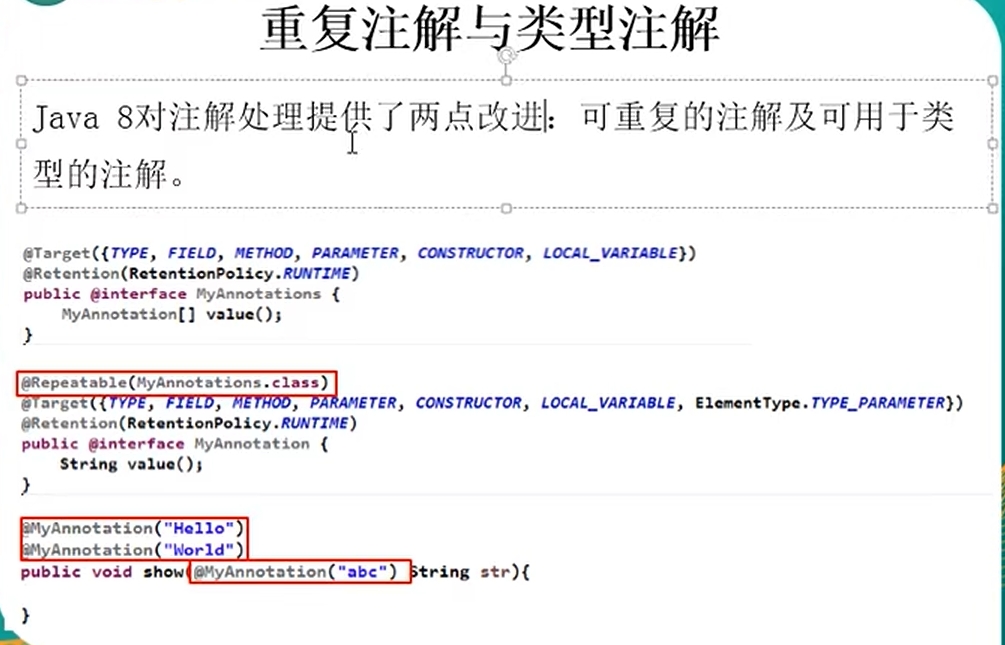 重复注解与类型注解
Java 8对注解处理提供了两点改进：可重复的注解及可用于类
型的注解。
@Target({TYPE, FIELD, METHOD, PARAMETER, CONSTRUCTOR, LOCAL_VARIABLE})
@Retention(RetentionPolicy.RUNTIME)
public @interface MyAnnotations {
MyAnnotation[] value();
}
@Repeatable(MyAnnotations.class)
@Target({TYPE, FIELD, METHOD, PARAMETER, CONSTRUCTOR, LOCAL_VARIABLE, ElementType.TYPE_PARAMETER})
@Retention(RetentionPolicy.RUNTIME)
public @interface MyAnnotation {
String value();
}
@MyAnnotation("Hello")
@MyAnnotation("World")
public void show(@MyAnnotation("abc") String str){
}